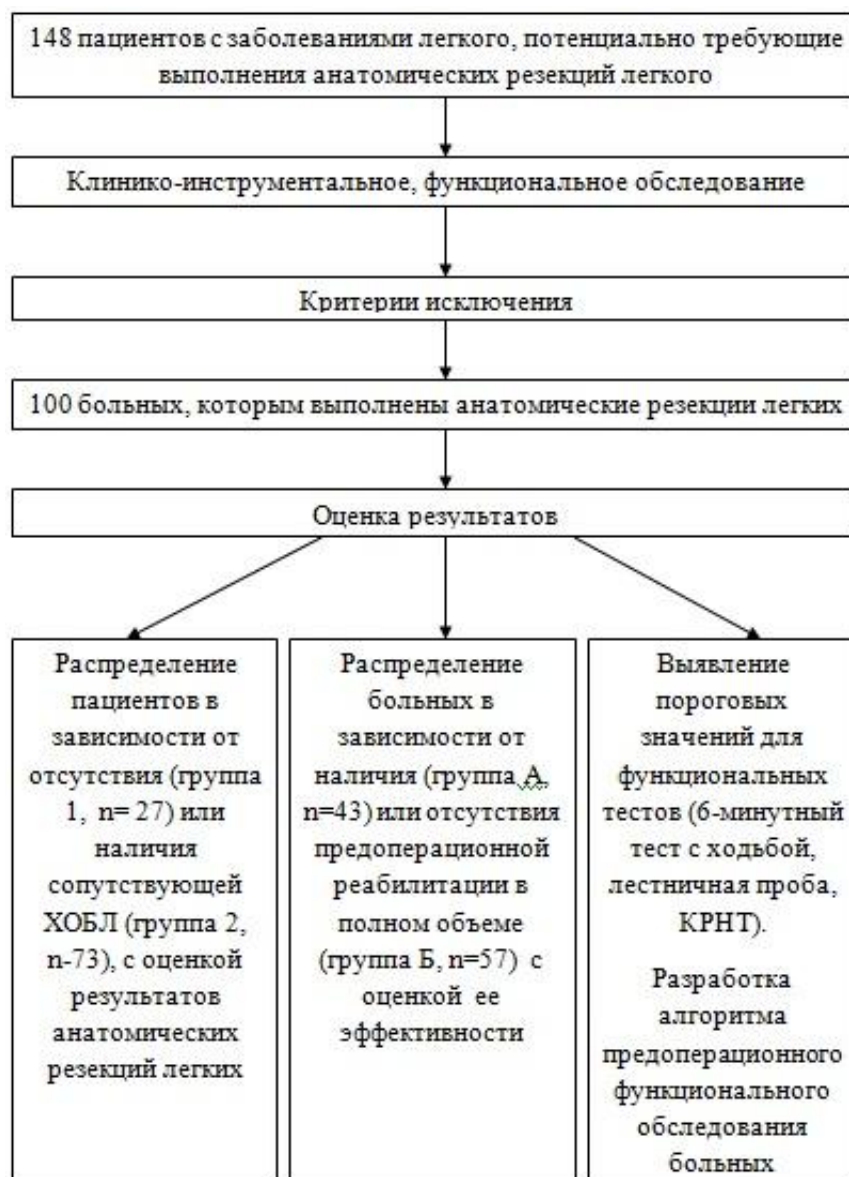 148 пациентов с заболеваниями легкого, потенциально требующие
выполнения анатомических резекций легкого
Клинико-инструментальное, функциональное обследование
Критерии исключения
100 больных, которым выполнены анатомические резекции легких
Оценка результатов
Распределение
пациентов в
зависимости от
отсутствия (группа
1, n= 27) или
наличия
сопутствующей
ХОБЛ (группа 2,
n-73), с оценкой
результатов
анатомических
резекций легких
Распределение
больных в
зависимости от
наличия (группа А,
n=43) или отсутствия
предоперационной
реабилитации в
полном объеме
(группа Б, n=57) с
оценкой ее
эффективности
Выявление
пороговых
значений для
функциональных
тестов (6-минутный
тест с ходьбой,
лестничная проба,
КРНТ).
Разработка
алгоритма
предоперационного
функционального
обследования
больных